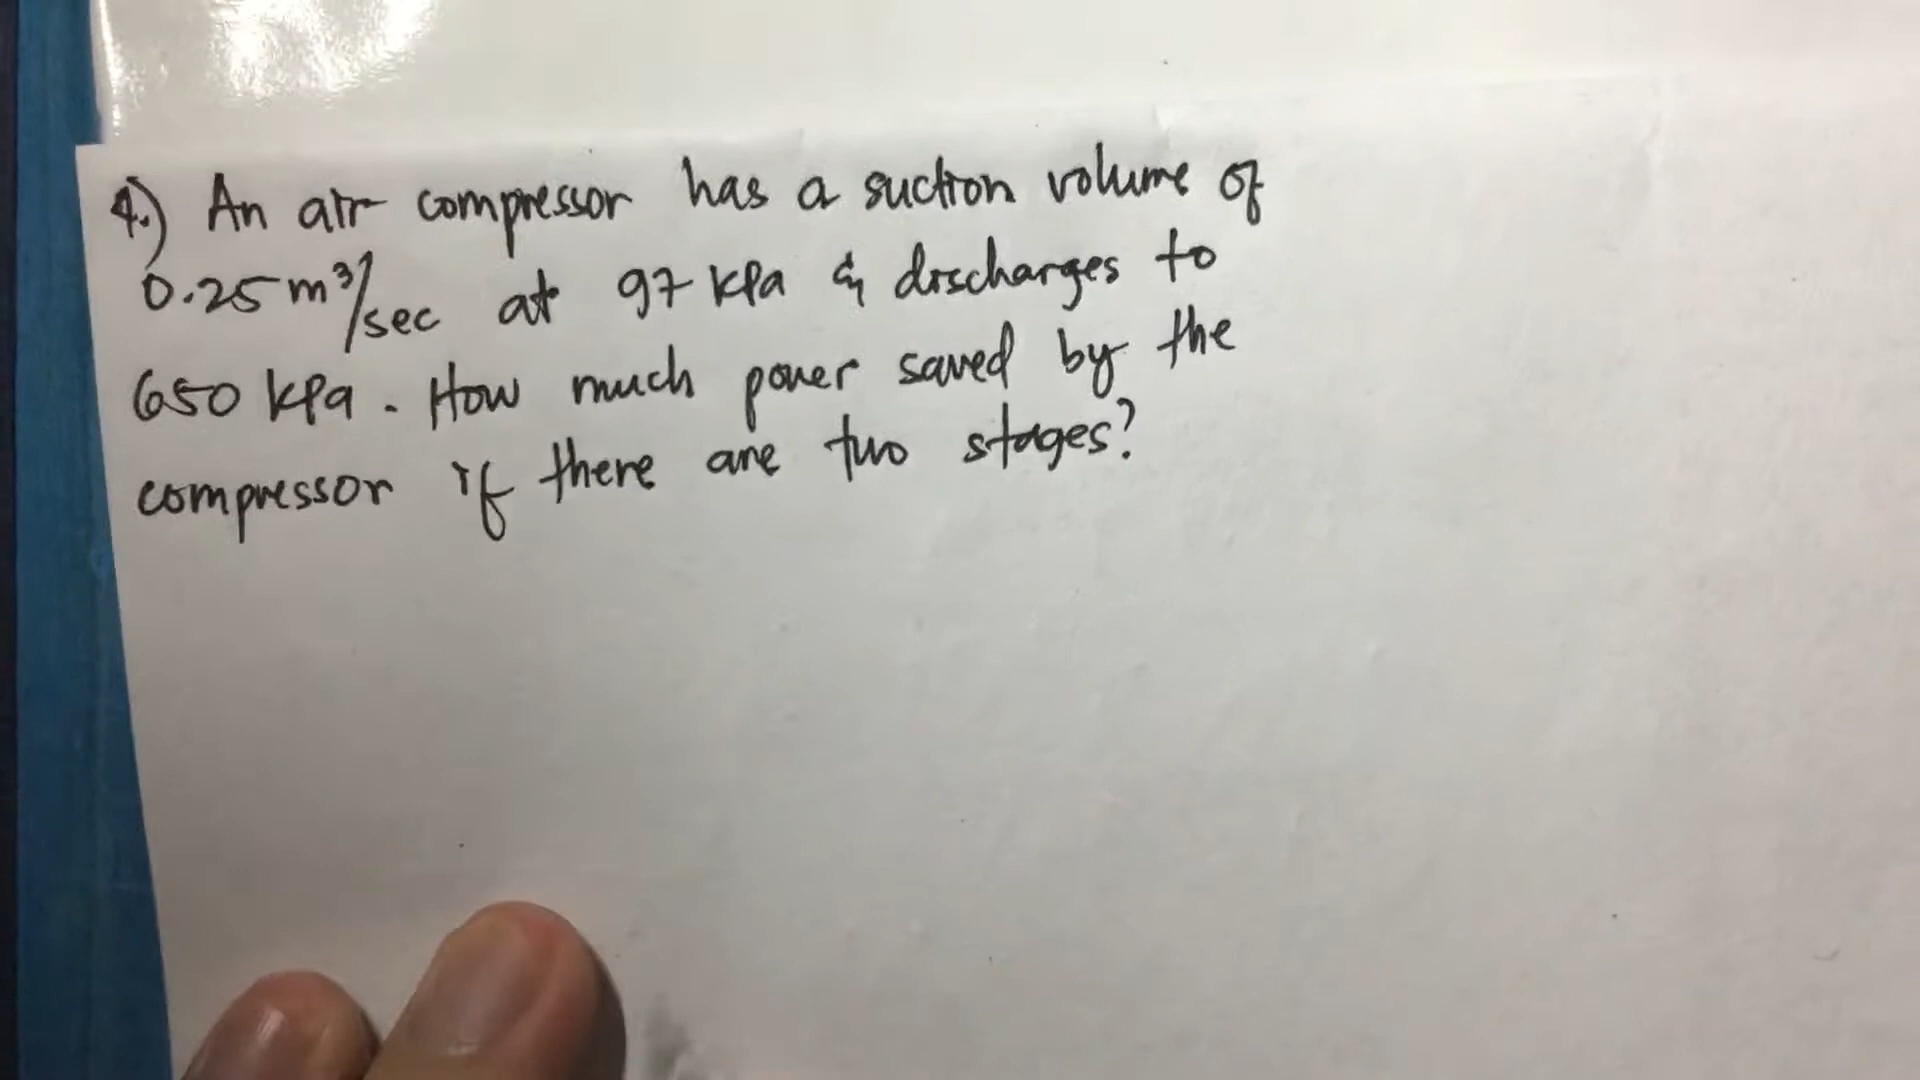 4.) An air compressor has a suction volume of
0.25 m³/sec at 97 kPa & discharges to
650 kPa. How much power saved by the
compressor if there are two stages?